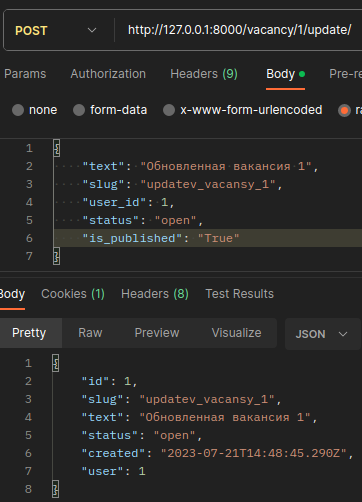 POST http://127.0.0.1:8000/vacancy/1/update/
Params Authorization Headers (9) Body Pre-re
none form-data x-www-form-urlencoded ra
1 {
2 "text": "Обновленная вакансия 1",
3 "slug": "updatev_vacansy_1",
4 "user_id": 1,
5 "status": "open",
6 "is_published": "True"
7 }
Body Cookies (1) Headers (8) Test Results
Pretty Raw Preview Visualize JSON
1 {
2 "id": 1,
3 "slug": "updatev_vacansy_1",
4 "text": "Обновленная вакансия 1",
5 "status": "open",
6 "created": "2023-07-21T14:48:45.290Z",
7 "user": 1
8 }